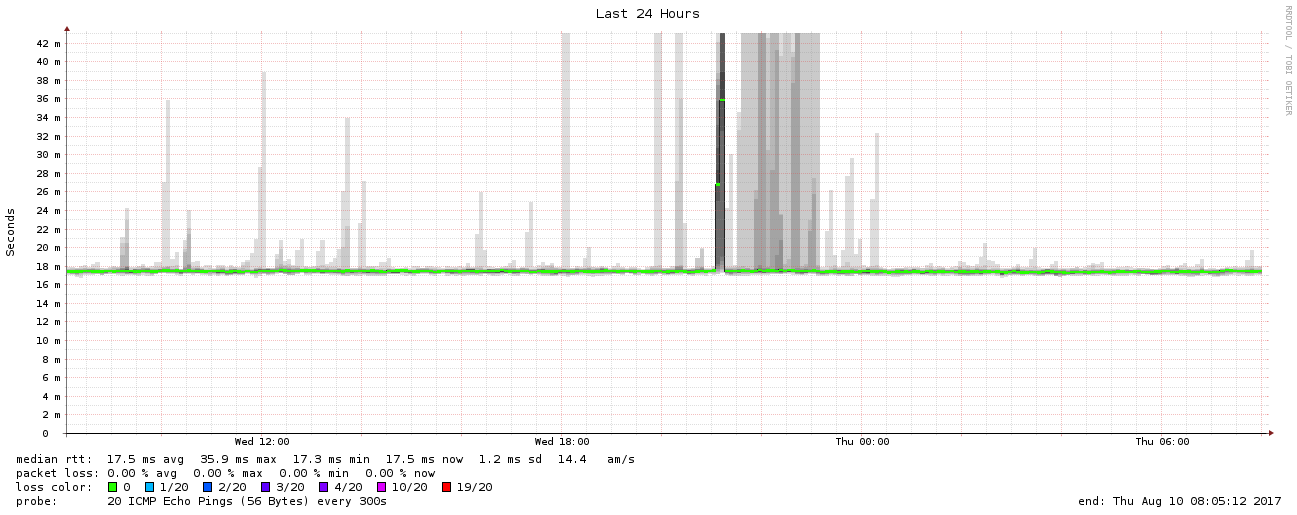 Last 24 Hours
RRDTOOL / TOBI OETIKER
Seconds
42 m
40 m
38 m
36 m
34 m
32 m
30 m
28 m
26 m
24 m
22 m
20 m
18 m
16 m
14 m
12 m
10 m
8 m
6 m
4 m
2 m
0
Wed 12:00 Wed 18:00 Thu 00:00 Thu 06:00
median rtt: 17.5 ms avg 35.9 ms max 17.3 ms min 17.5 ms now 1.2 ms sd 14.4 am/s
packet loss: 0.00 % avg 0.00 % max 0.00 % min 0.00 % now
loss color: 0 1/20 2/20 3/20 4/20 10/20 19/20
probe: 20 ICMP Echo Pings (56 Bytes) every 300s end: Thu Aug 10 08:05:12 2017